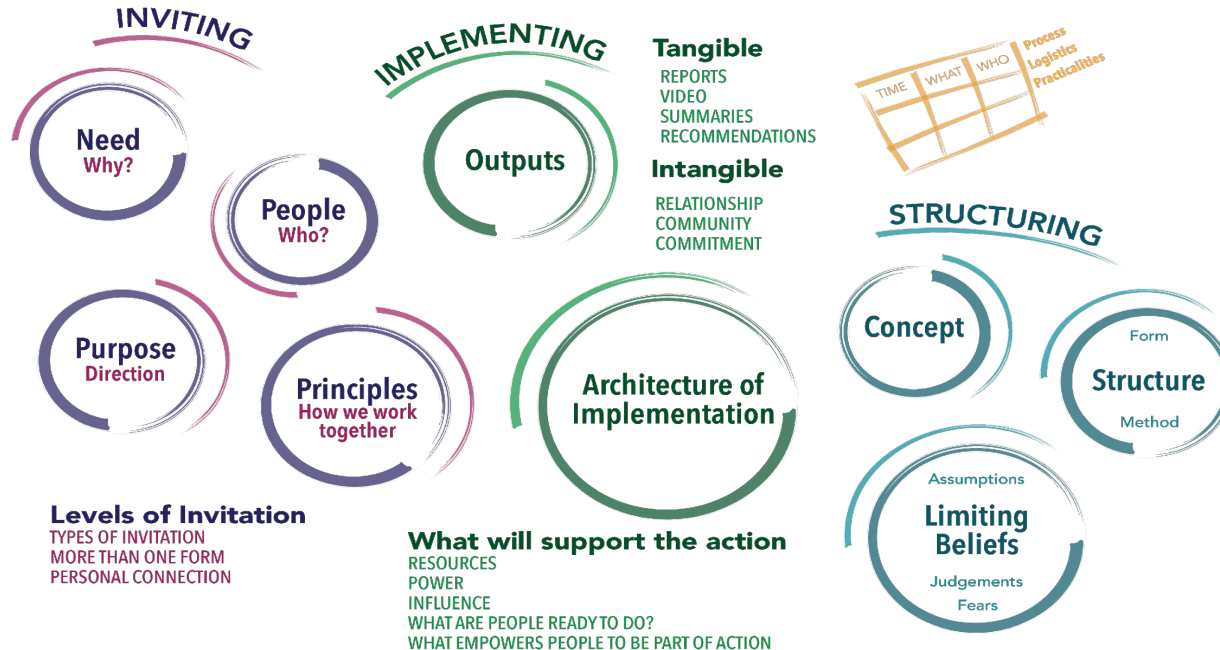 INVITING
Need
Why?
People
Who?
Purpose
Direction
Principles
How we work
together
Levels of Invitation
TYPES OF INVITATION
MORE THAN ONE FORM
PERSONAL CONNECTION
IMPLEMENTING
Outputs
Tangible
REPORTS
VIDEO
SUMMARIES
RECOMMENDATIONS
Intangible
RELATIONSHIP
COMMUNITY
COMMITMENT
Architecture of
Implementation
What will support the action
RESOURCES
POWER
INFLUENCE
WHAT ARE PEOPLE READY TO DO?
WHAT EMPOWERS PEOPLE TO BE PART OF ACTION
TIME WHAT WHO
Process
Logistics
Practicalities
STRUCTURING
Concept
Form
Structure
Method
Assumptions
Limiting
Beliefs
Judgements
Fears